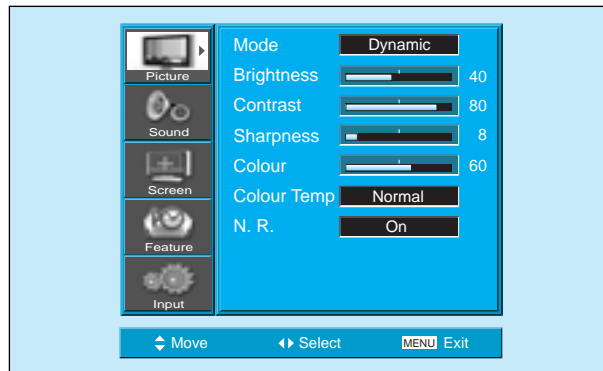 Picture
Sound
Screen
Feature
Input
Mode Dynamic
Brightness 40
Contrast 80
Sharpness 8
Colour 60
Colour Temp Normal
N. R. On
Move Select MENU Exit